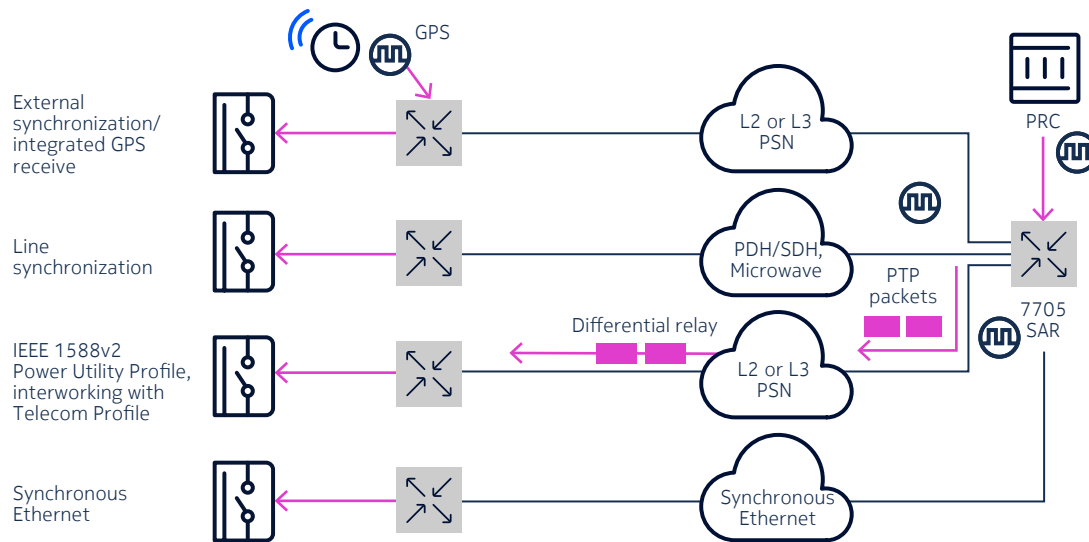 GPS
External
synchronization/
integrated GPS
receive
L2 or L3
PSN
PRC
Line
synchronization
PDH/SDH,
Microwave
PTP
packets
7705
SAR
Differential relay
IEEE 1588v2
Power Utility Profile,
interworking with
Telecom Profile
L2 or L3
PSN
Synchronous
Ethernet
Synchronous
Ethernet